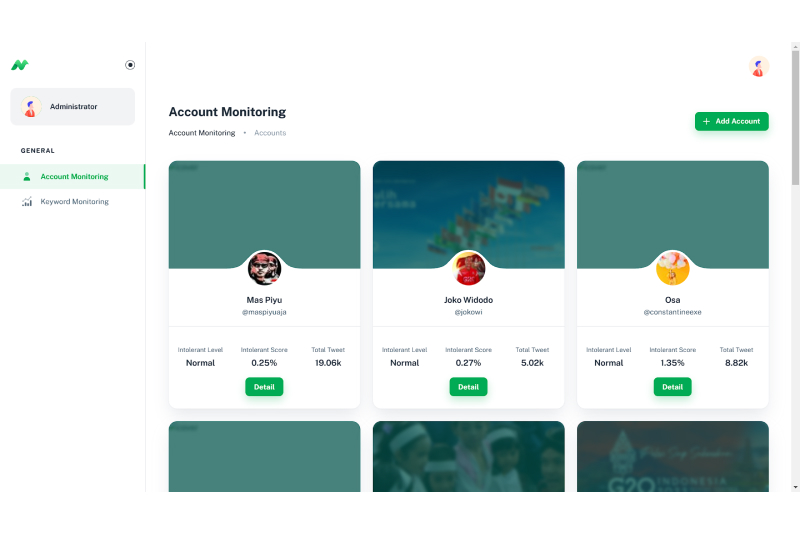 Administrator
GENERAL
Account Monitoring
Keyword Monitoring
Account Monitoring
Account Monitoring • Accounts
+ Add Account
Mas Piyu
@maspiyuaja
Intolerant Level Intolerant Score Total Tweet
Normal 0.25% 19.06k
Detail
Joko Widodo
@jokowi
Intolerant Level Intolerant Score Total Tweet
Normal 0.27% 5.02k
Detail
Osa
@constantineexe
Intolerant Level Intolerant Score Total Tweet
Normal 1.35% 8.82k
Detail
G20 INDONESIA